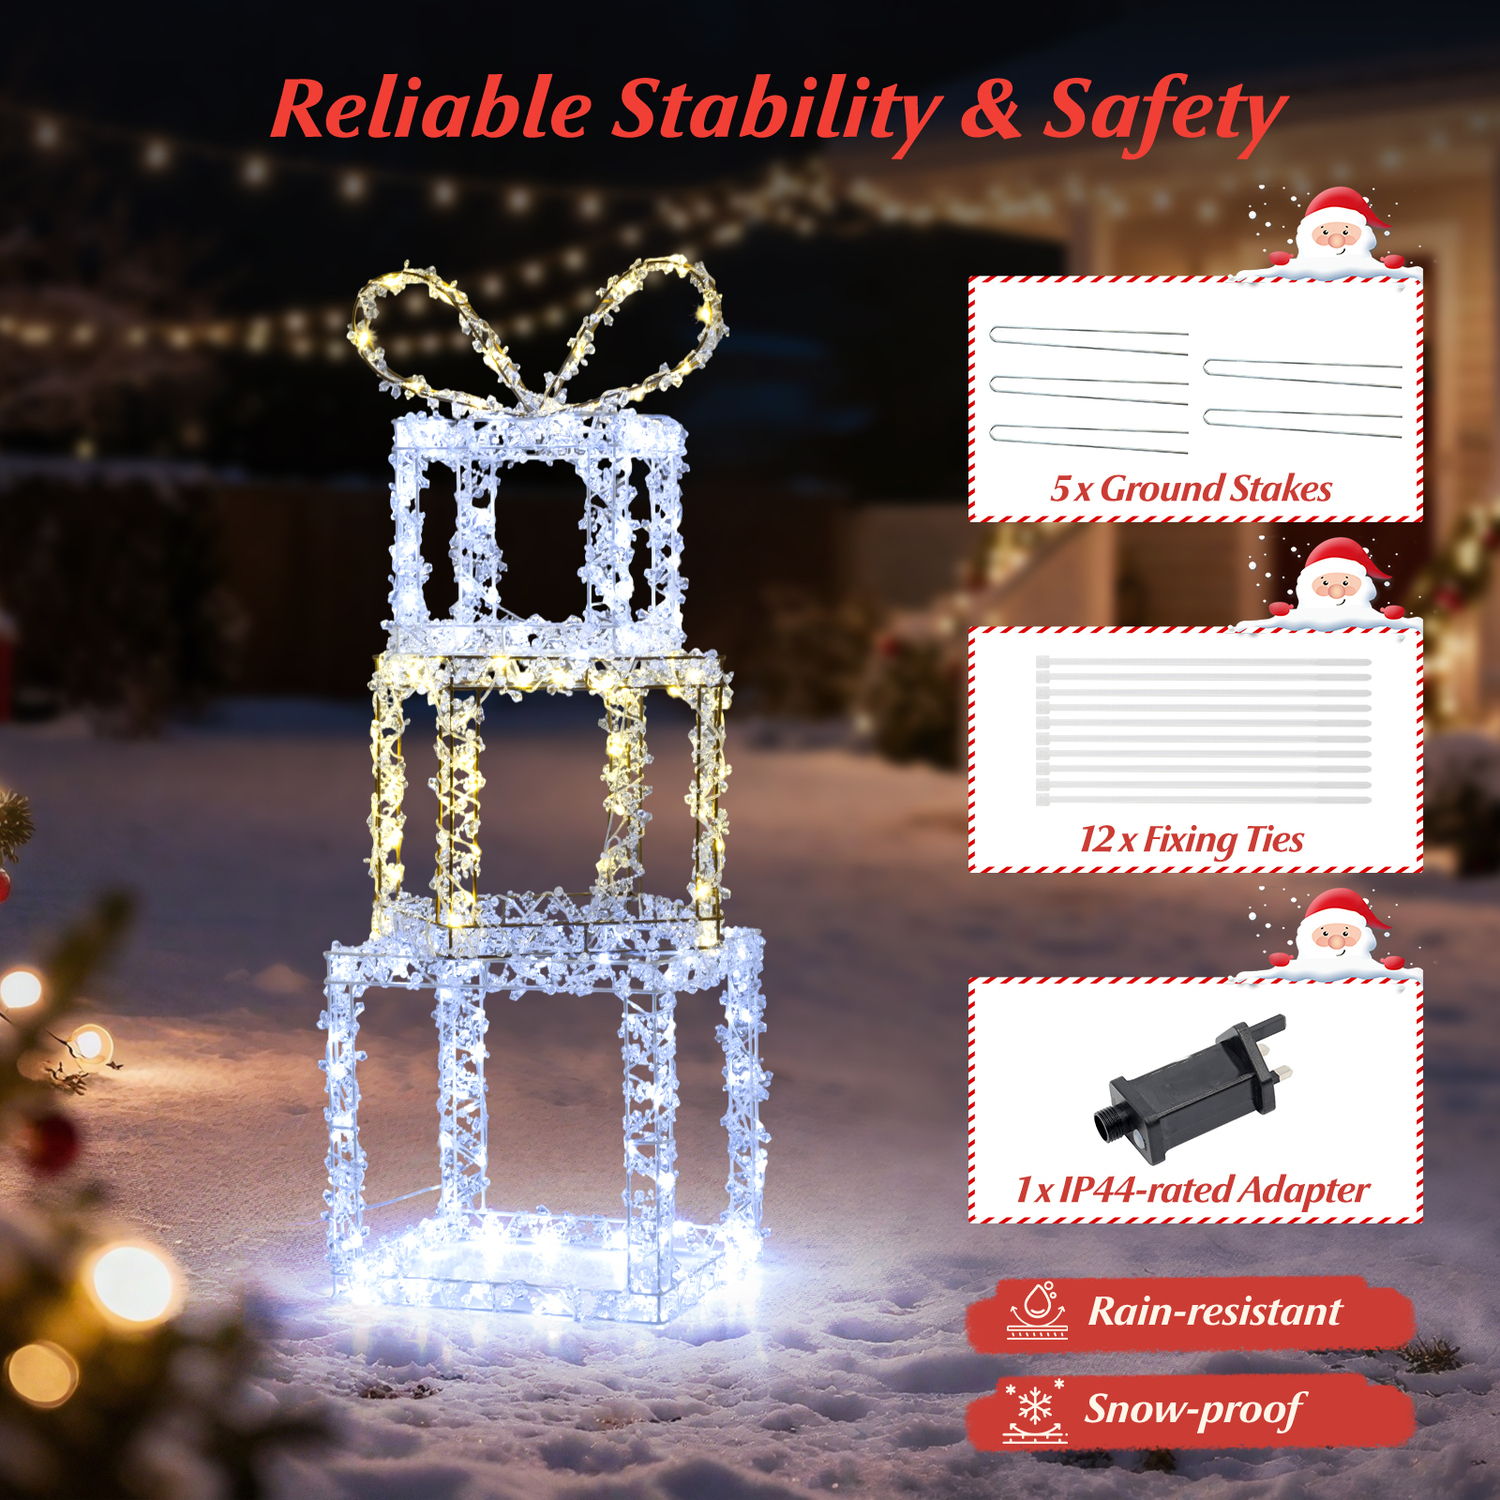 Reliable Stability & Safety
5 x Ground Stakes
12 x Fixing Ties
1 x IP44-rated Adapter
Rain-resistant
Snow-proof